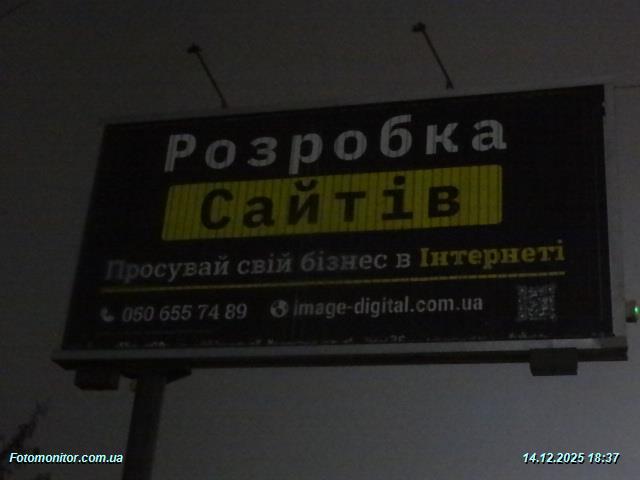 Розробка
Сайтів
Просувай свій бізнес в Інтернеті
050 655 74 89 image-digital.com.ua
Fotomonitor.com.ua 14.12.2025 18:37